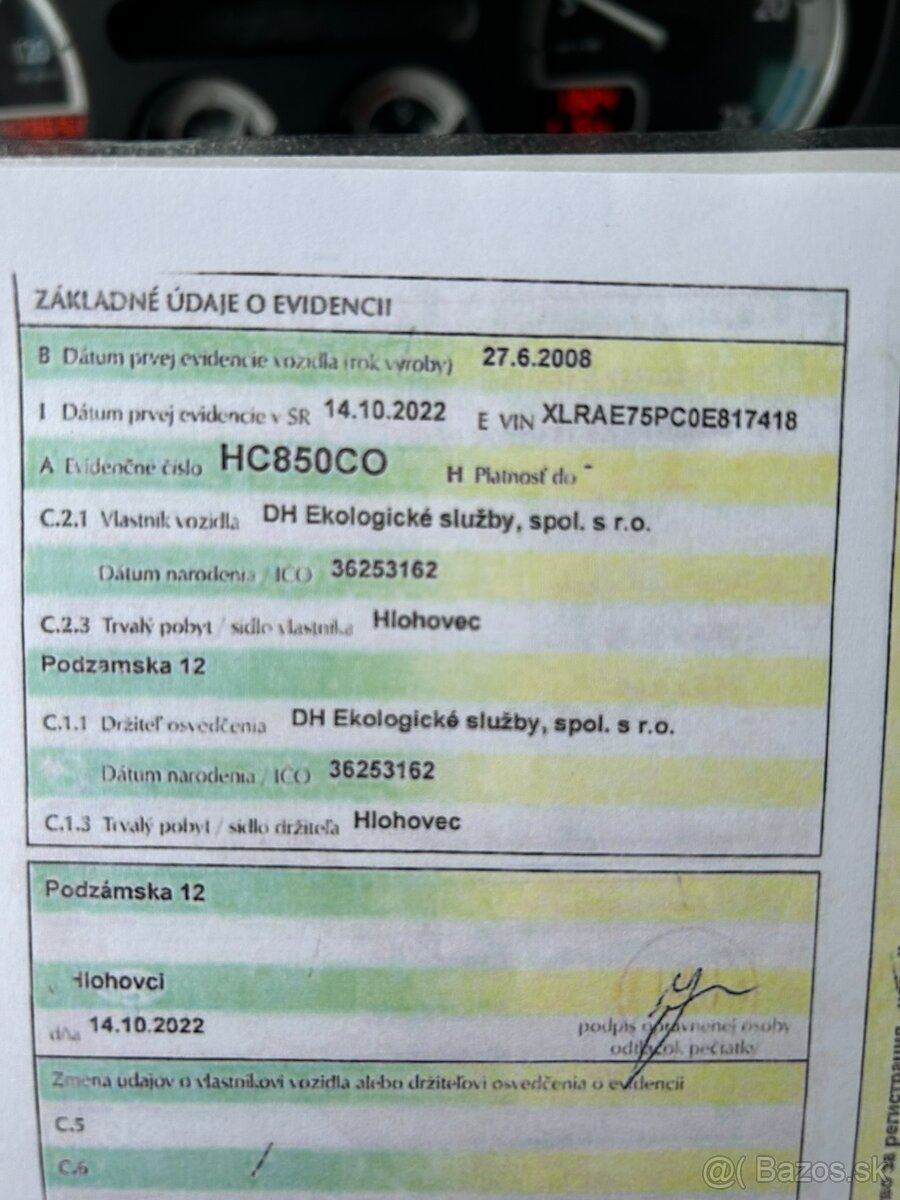 120
20
ZÁKLADNÉ ÚDAJE O EVIDENCII
B Dátum prvej evidencie vozidla (rok výroby) 27.6.2008
I Dátum prvej evidencie v SR 14.10.2022 E VIN XLRAE75PC0E817418
A Evidenčné číslo HC850CO H Platnosť do -
C.2.1 Vlastník vozidla DH Ekologické služby, spol. s r.o.
Dátum narodenia / IČO 36253162
C.2.3 Trvalý pobyt / sídlo vlastníka Hlohovec
Podzamska 12
C.1.1 Držiteľ osvedčenia DH Ekologické služby, spol. s r.o.
Dátum narodenia / IČO 36253162
C.1.3 Trvalý pobyt / sídlo držiteľa Hlohovec
Podzámska 12
v Hlohovci
dňa 14.10.2022
podpis oprávnenej osoby
odtlačok pečiatky
Zmena údajov o vlastníkovi vozidla alebo držiteľovi osvedčenia o evidencii
C.5
C.6
за регистрация
@( Bazos.sk